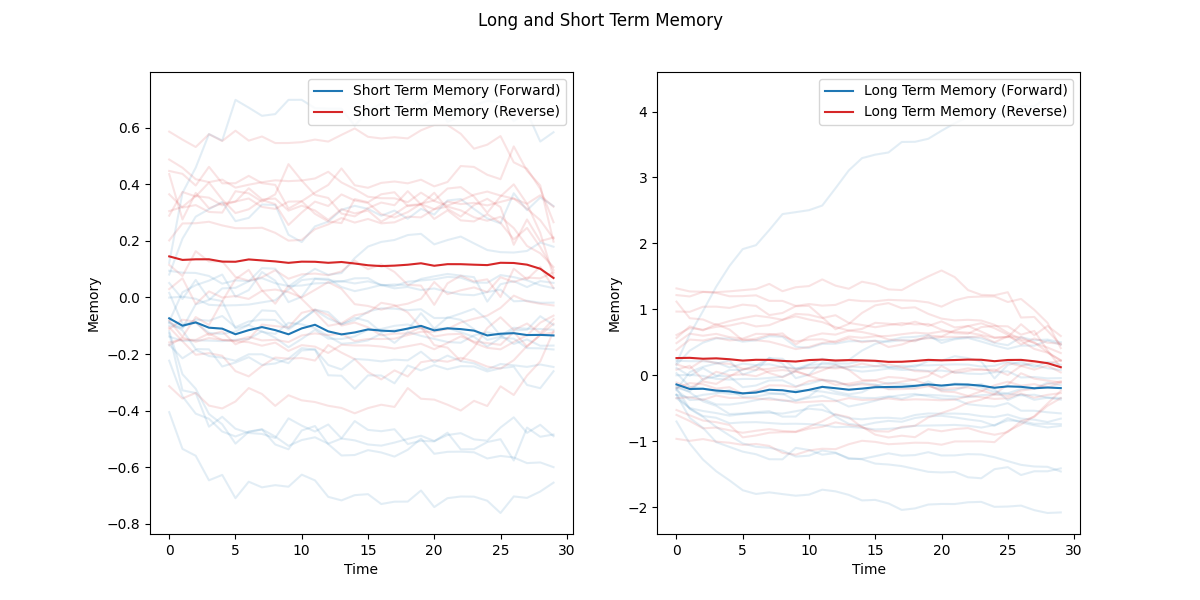 Long and Short Term Memory
Short Term Memory (Forward)
Short Term Memory (Reverse)
0.6
0.4
0.2
0.0
−0.2
−0.4
−0.6
−0.8
Memory
0 5 10 15 20 25 30
Time
Long Term Memory (Forward)
Long Term Memory (Reverse)
4
3
2
1
0
−1
−2
Memory
0 5 10 15 20 25 30
Time